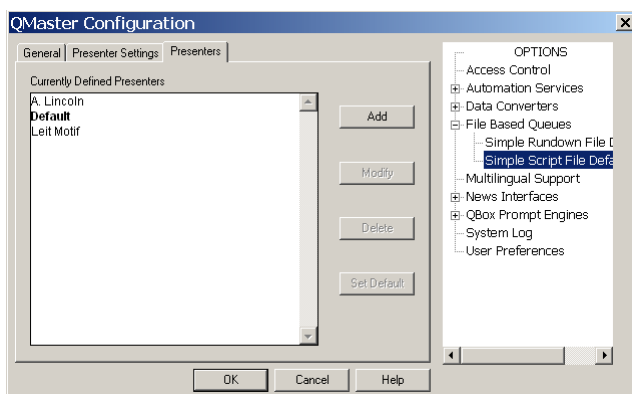 QMaster Configuration
General
Presenter Settings
Presenters
Currently Defined Presenters
A. Lincoln
Default
Leit Motif
Add
Modify
Delete
Set Default
OK
Cancel
Help
OPTIONS
Access Control
Automation Services
Data Converters
File Based Queues
Simple Rundown File D
Simple Script File Defa
Multilingual Support
News Interfaces
QBox Prompt Engines
System Log
User Preferences